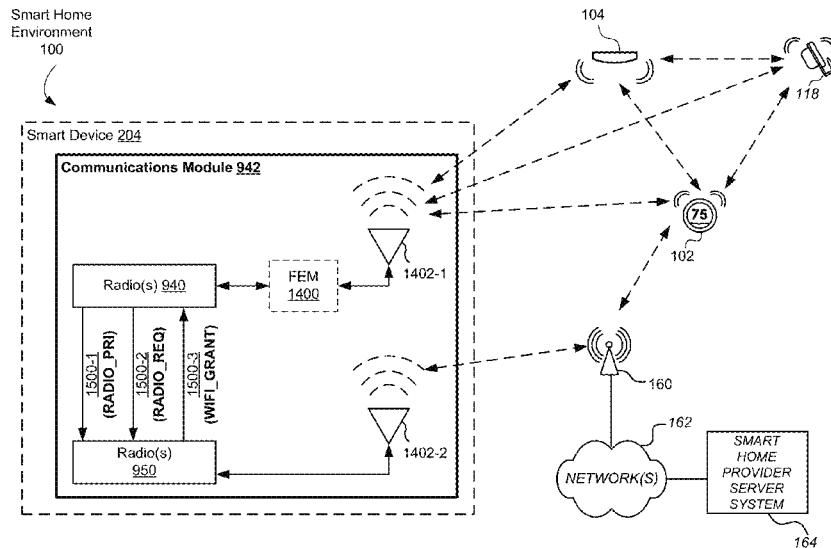 Smart Home
Environment
100
104
118
Smart Device 204
Communications Module 942
75
102
1402-1
Radio(s) 940
FEM
1400
1500-1
(RADIO_PRI)
1500-2
(RADIO_REQ)
1500-3
(WIFI_GRANT)
160
Radio(s)
950
1402-2
162
NETWORK(S)
SMART
HOME
PROVIDER
SERVER
SYSTEM
164